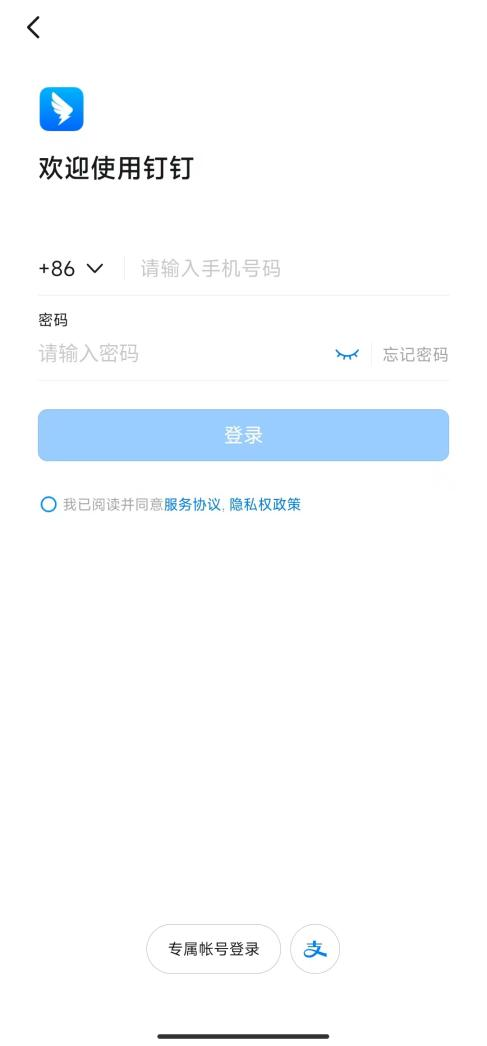 欢迎使用钉钉
+86 请输入手机号码
密码
请输入密码 忘记密码
登录
我已阅读并同意服务协议, 隐私权政策
专属帐号登录 支